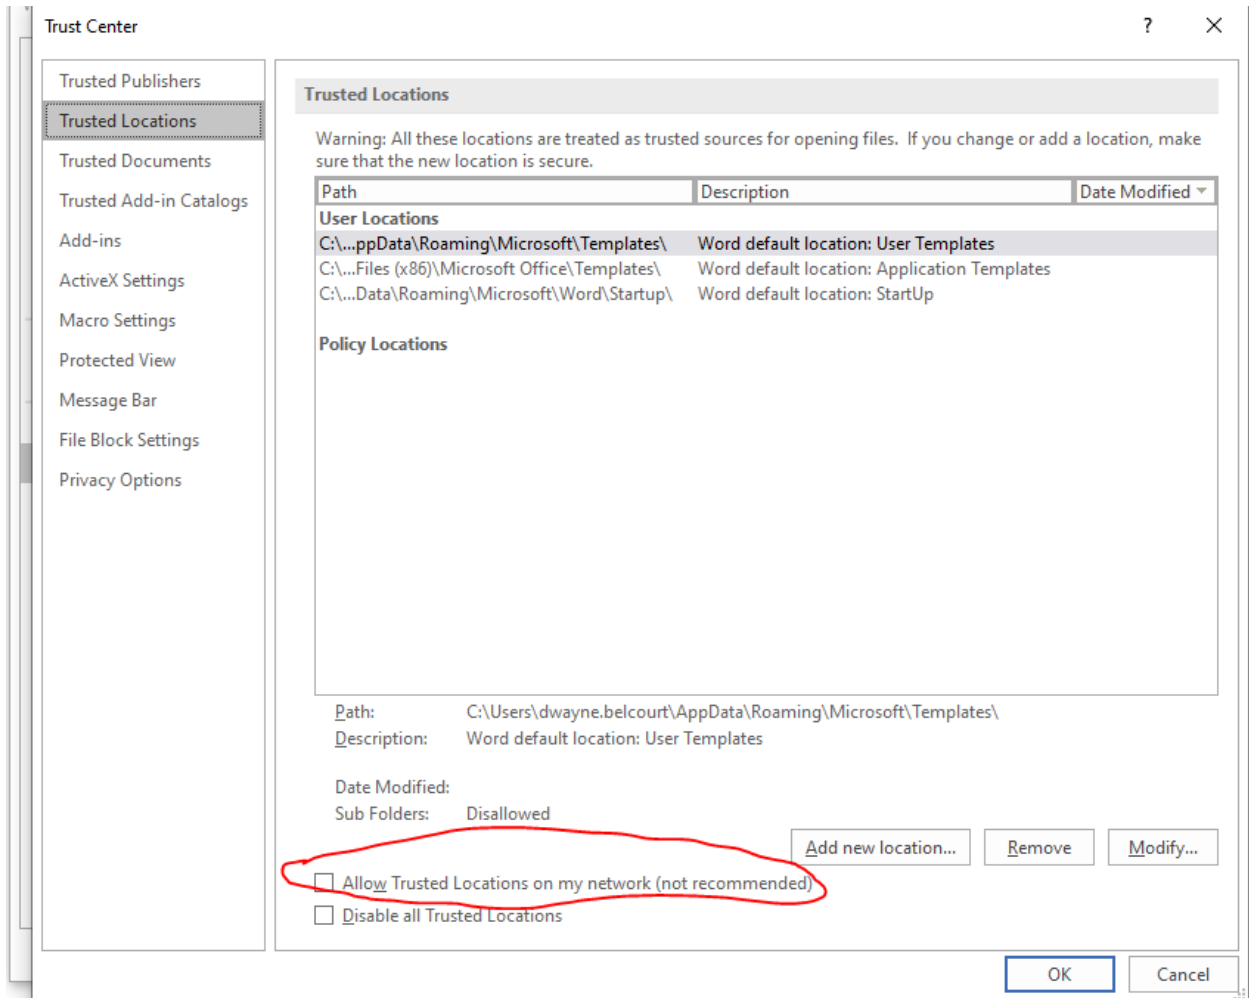 Trust Center
?
Trusted Publishers
Trusted Locations
Trusted Documents
Trusted Add-in Catalogs
Add-ins
ActiveX Settings
Macro Settings
Protected View
Message Bar
File Block Settings
Privacy Options
Trusted Locations
Warning: All these locations are treated as trusted sources for opening files.  If you change or add a location, make
sure that the new location is secure.
Path Description Date Modified
User Locations
C:\...ppData\Roaming\Microsoft\Templates\ Word default location: User Templates
C:\...Files (x86)\Microsoft Office\Templates\ Word default location: Application Templates
C:\...Data\Roaming\Microsoft\Word\Startup\ Word default location: StartUp
Policy Locations
Path: C:\Users\dwayne.belcourt\AppData\Roaming\Microsoft\Templates\
Description: Word default location: User Templates
Date Modified:
Sub Folders: Disallowed
Add new location... Remove Modify...
Allow Trusted Locations on my network (not recommended)
Disable all Trusted Locations
OK Cancel